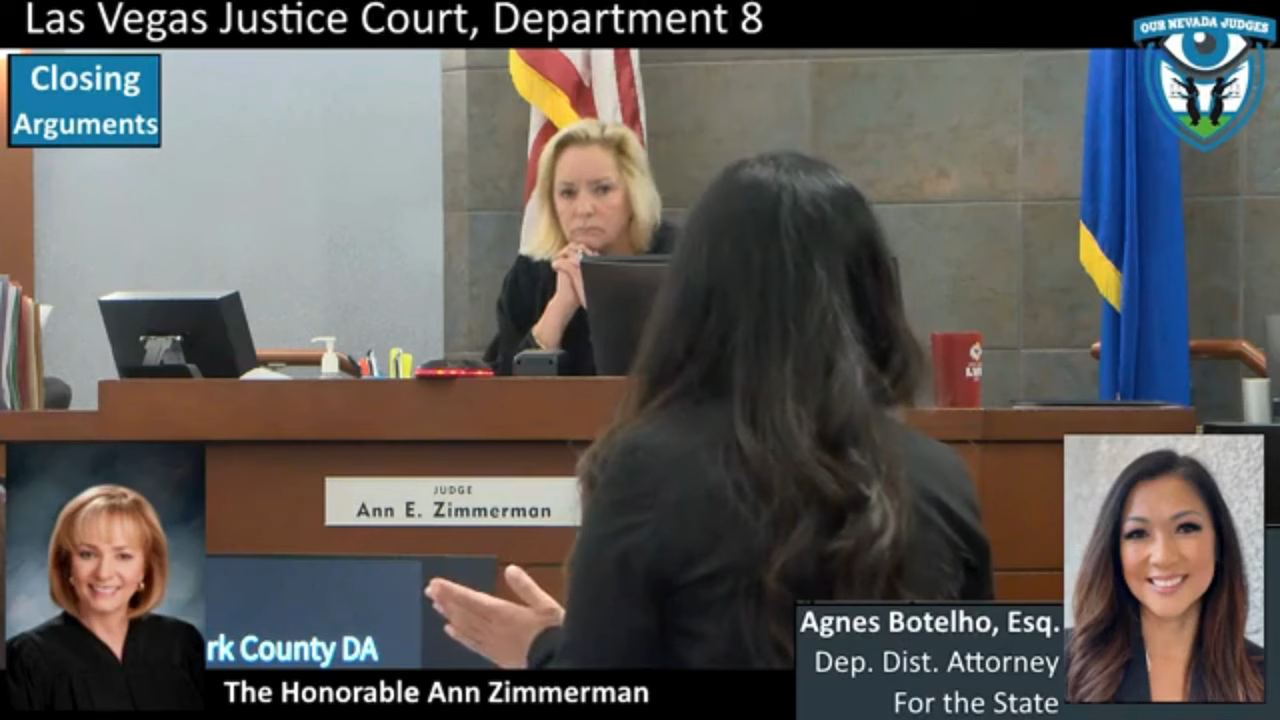 Las Vegas Justice Court, Department 8
OUR NEVADA JUDGES
Closing
Arguments
JUDGE
Ann E. Zimmerman
rk County DA
The Honorable Ann Zimmerman
Agnes Botelho, Esq.
Dep. Dist. Attorney
For the State